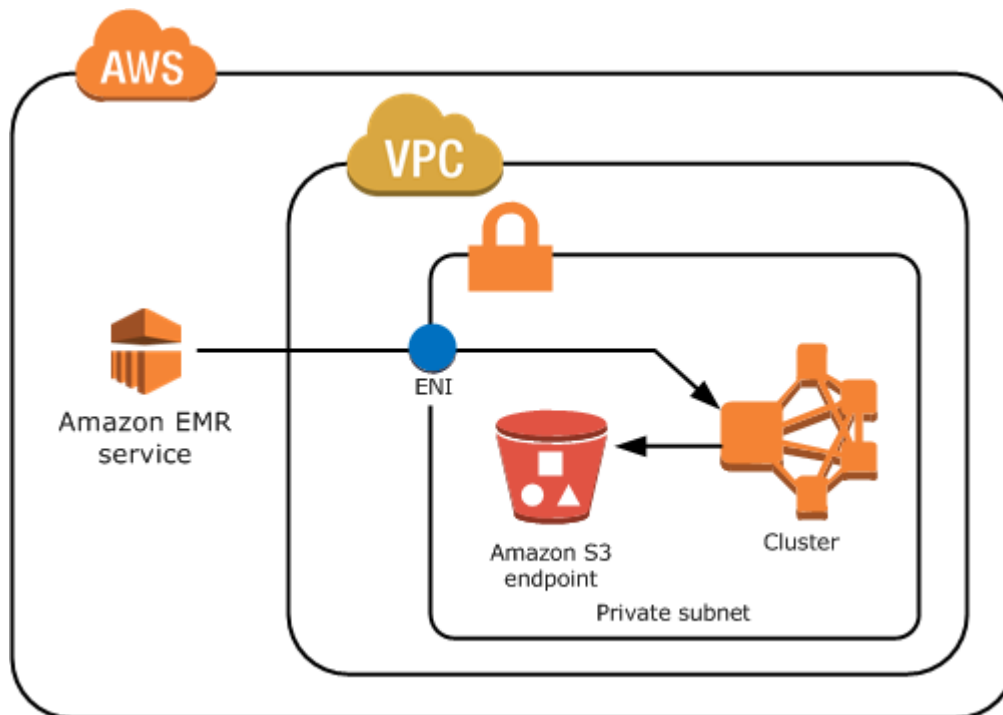 AWS
VPC
ENI
Amazon EMR
service
Amazon S3
endpoint
Cluster
Private subnet